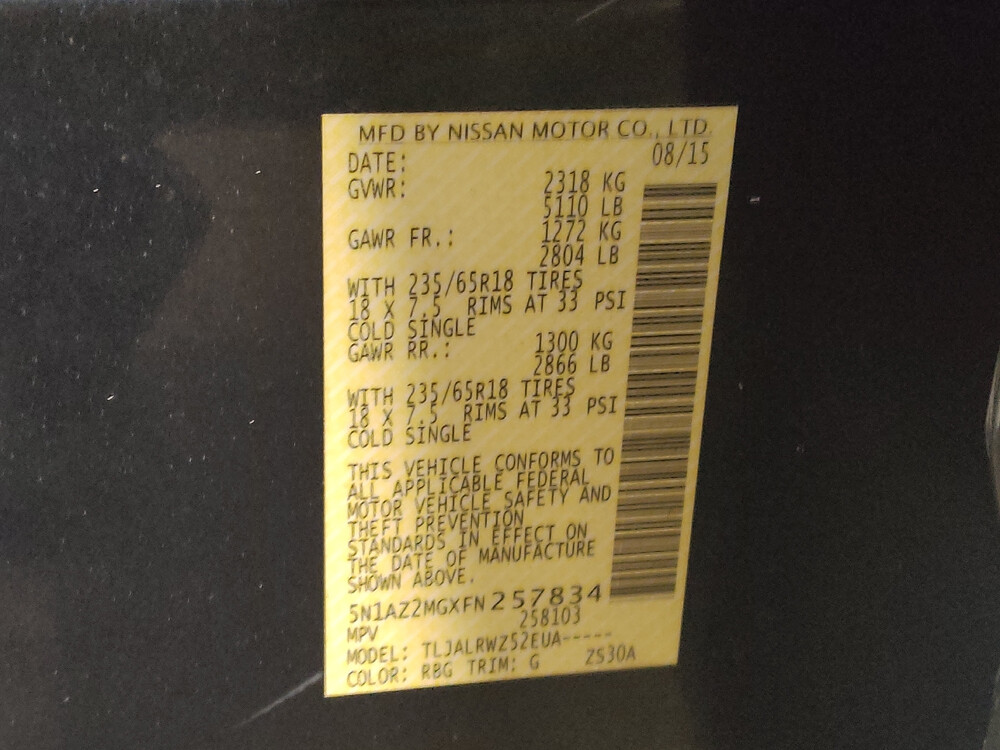 MFD BY NISSAN MOTOR CO., LTD.
DATE: 08/15
GVWR: 2318 KG
5110 LB
GAWR FR.: 1272 KG
2804 LB
WITH 235/65R18 TIRES
18 X 7.5 RIMS AT 33 PSI
COLD SINGLE
GAWR RR.: 1300 KG
2866 LB
WITH 235/65R18 TIRES
18 X 7.5 RIMS AT 33 PSI
COLD SINGLE
THIS VEHICLE CONFORMS TO
ALL APPLICABLE FEDERAL
MOTOR VEHICLE SAFETY AND
THEFT PREVENTION
STANDARDS IN EFFECT ON
THE DATE OF MANUFACTURE
SHOWN ABOVE.
5N1AZ2MGXFN257834
258103
MPV
MODEL: TLJALRWZ52EUA-----
COLOR: RBG TRIM: G ZS30A